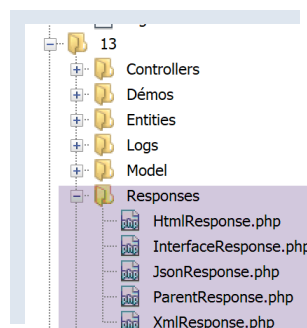 13
Controllers
Démos
Entities
Logs
Model
Responses
HtmlResponse.php
InterfaceResponse.php
JsonResponse.php
ParentResponse.php
XmlResponse.php